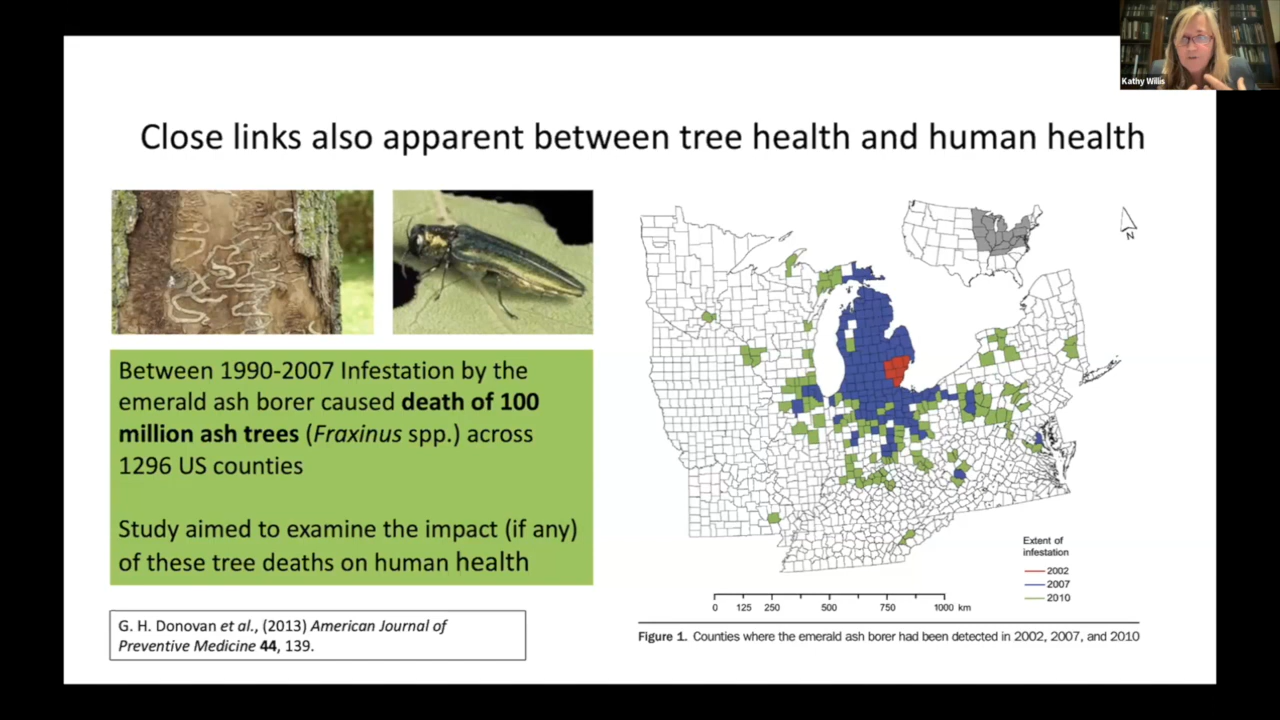 Kathy Willis
Close links also apparent between tree health and human health
Between 1990-2007 Infestation by the
emerald ash borer caused death of 100
million ash trees (Fraxinus spp.) across
1296 US counties
Study aimed to examine the impact (if any)
of these tree deaths on human health
G. H. Donovan et al., (2013) American Journal of
Preventive Medicine 44, 139.
N
Extent of
infestation
2002
2007
2010
0 125 250 500 750 1000 km
Figure 1. Counties where the emerald ash borer had been detected in 2002, 2007, and 2010